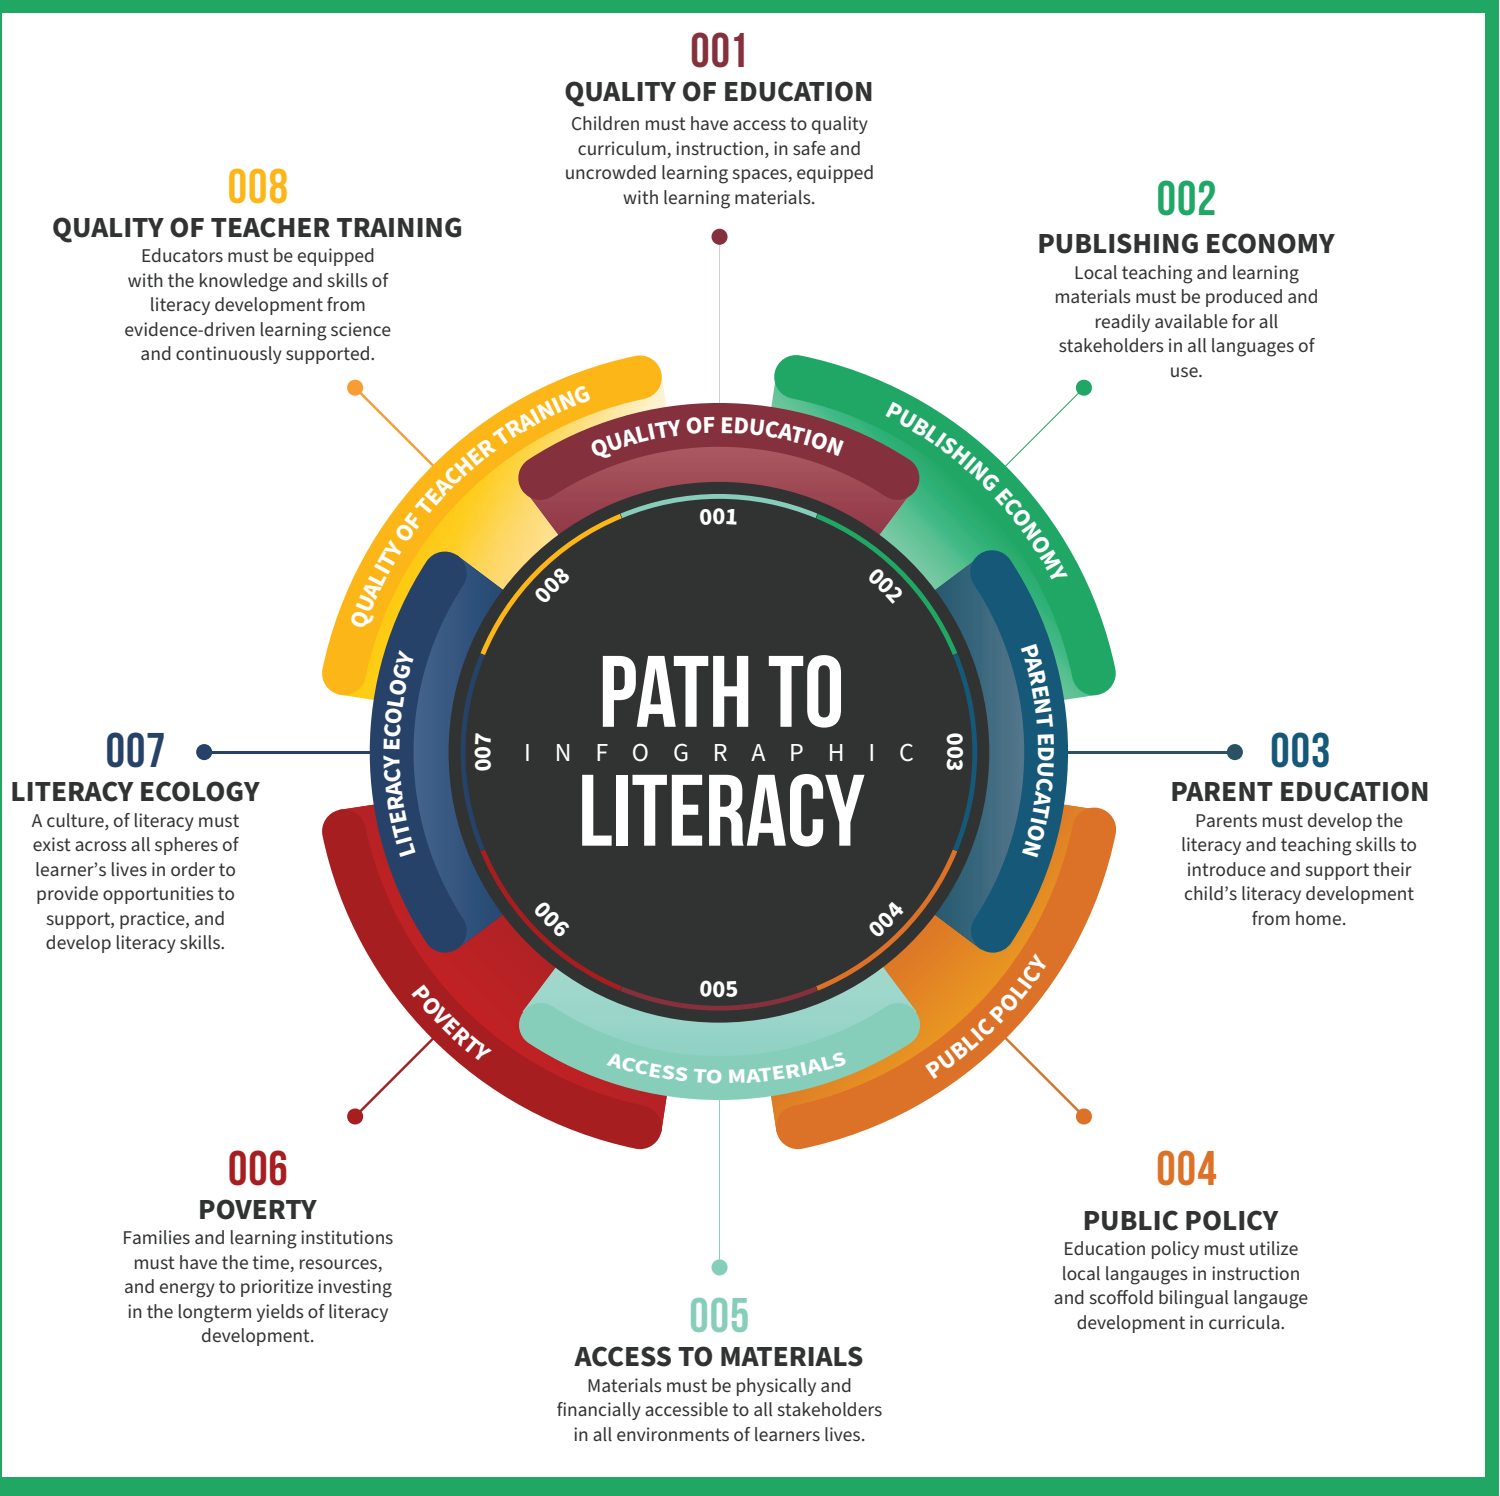 001
QUALITY OF EDUCATION
Children must have access to quality
curriculum, instruction, in safe and
uncrowded learning spaces, equipped
with learning materials.
002
PUBLISHING ECONOMY
Local teaching and learning
materials must be produced and
readily available for all
stakeholders in all languages of
use.
003
PARENT EDUCATION
Parents must develop the
literacy and teaching skills to
introduce and support their
child's literacy development
from home.
004
PUBLIC POLICY
Education policy must utilize
local langauges in instruction
and scoffold bilingual langauge
development in curricula.
005
ACCESS TO MATERIALS
Materials must be physically and
financially accessible to all stakeholders
in all environments of learners lives.
006
POVERTY
Families and learning institutions
must have the time, resources,
and energy to prioritize investing
in the longterm yields of literacy
development.
007
LITERACY ECOLOGY
A culture, of literacy must
exist across all spheres of
learner's lives in order to
provide opportunities to
support, practice, and
develop literacy skills.
008
QUALITY OF TEACHER TRAINING
Educators must be equipped
with the knowledge and skills of
literacy development from
evidence-driven learning science
and continuously supported.
QUALITY OF EDUCATION
PUBLISHING ECONOMY
PARENT EDUCATION
PUBLIC POLICY
ACCESS TO MATERIALS
POVERTY
LITERACY ECOLOGY
QUALITY OF TEACHER TRAINING
001
002
003
004
005
006
007
008
PATH TO
INFOGRAPHIC
LITERACY